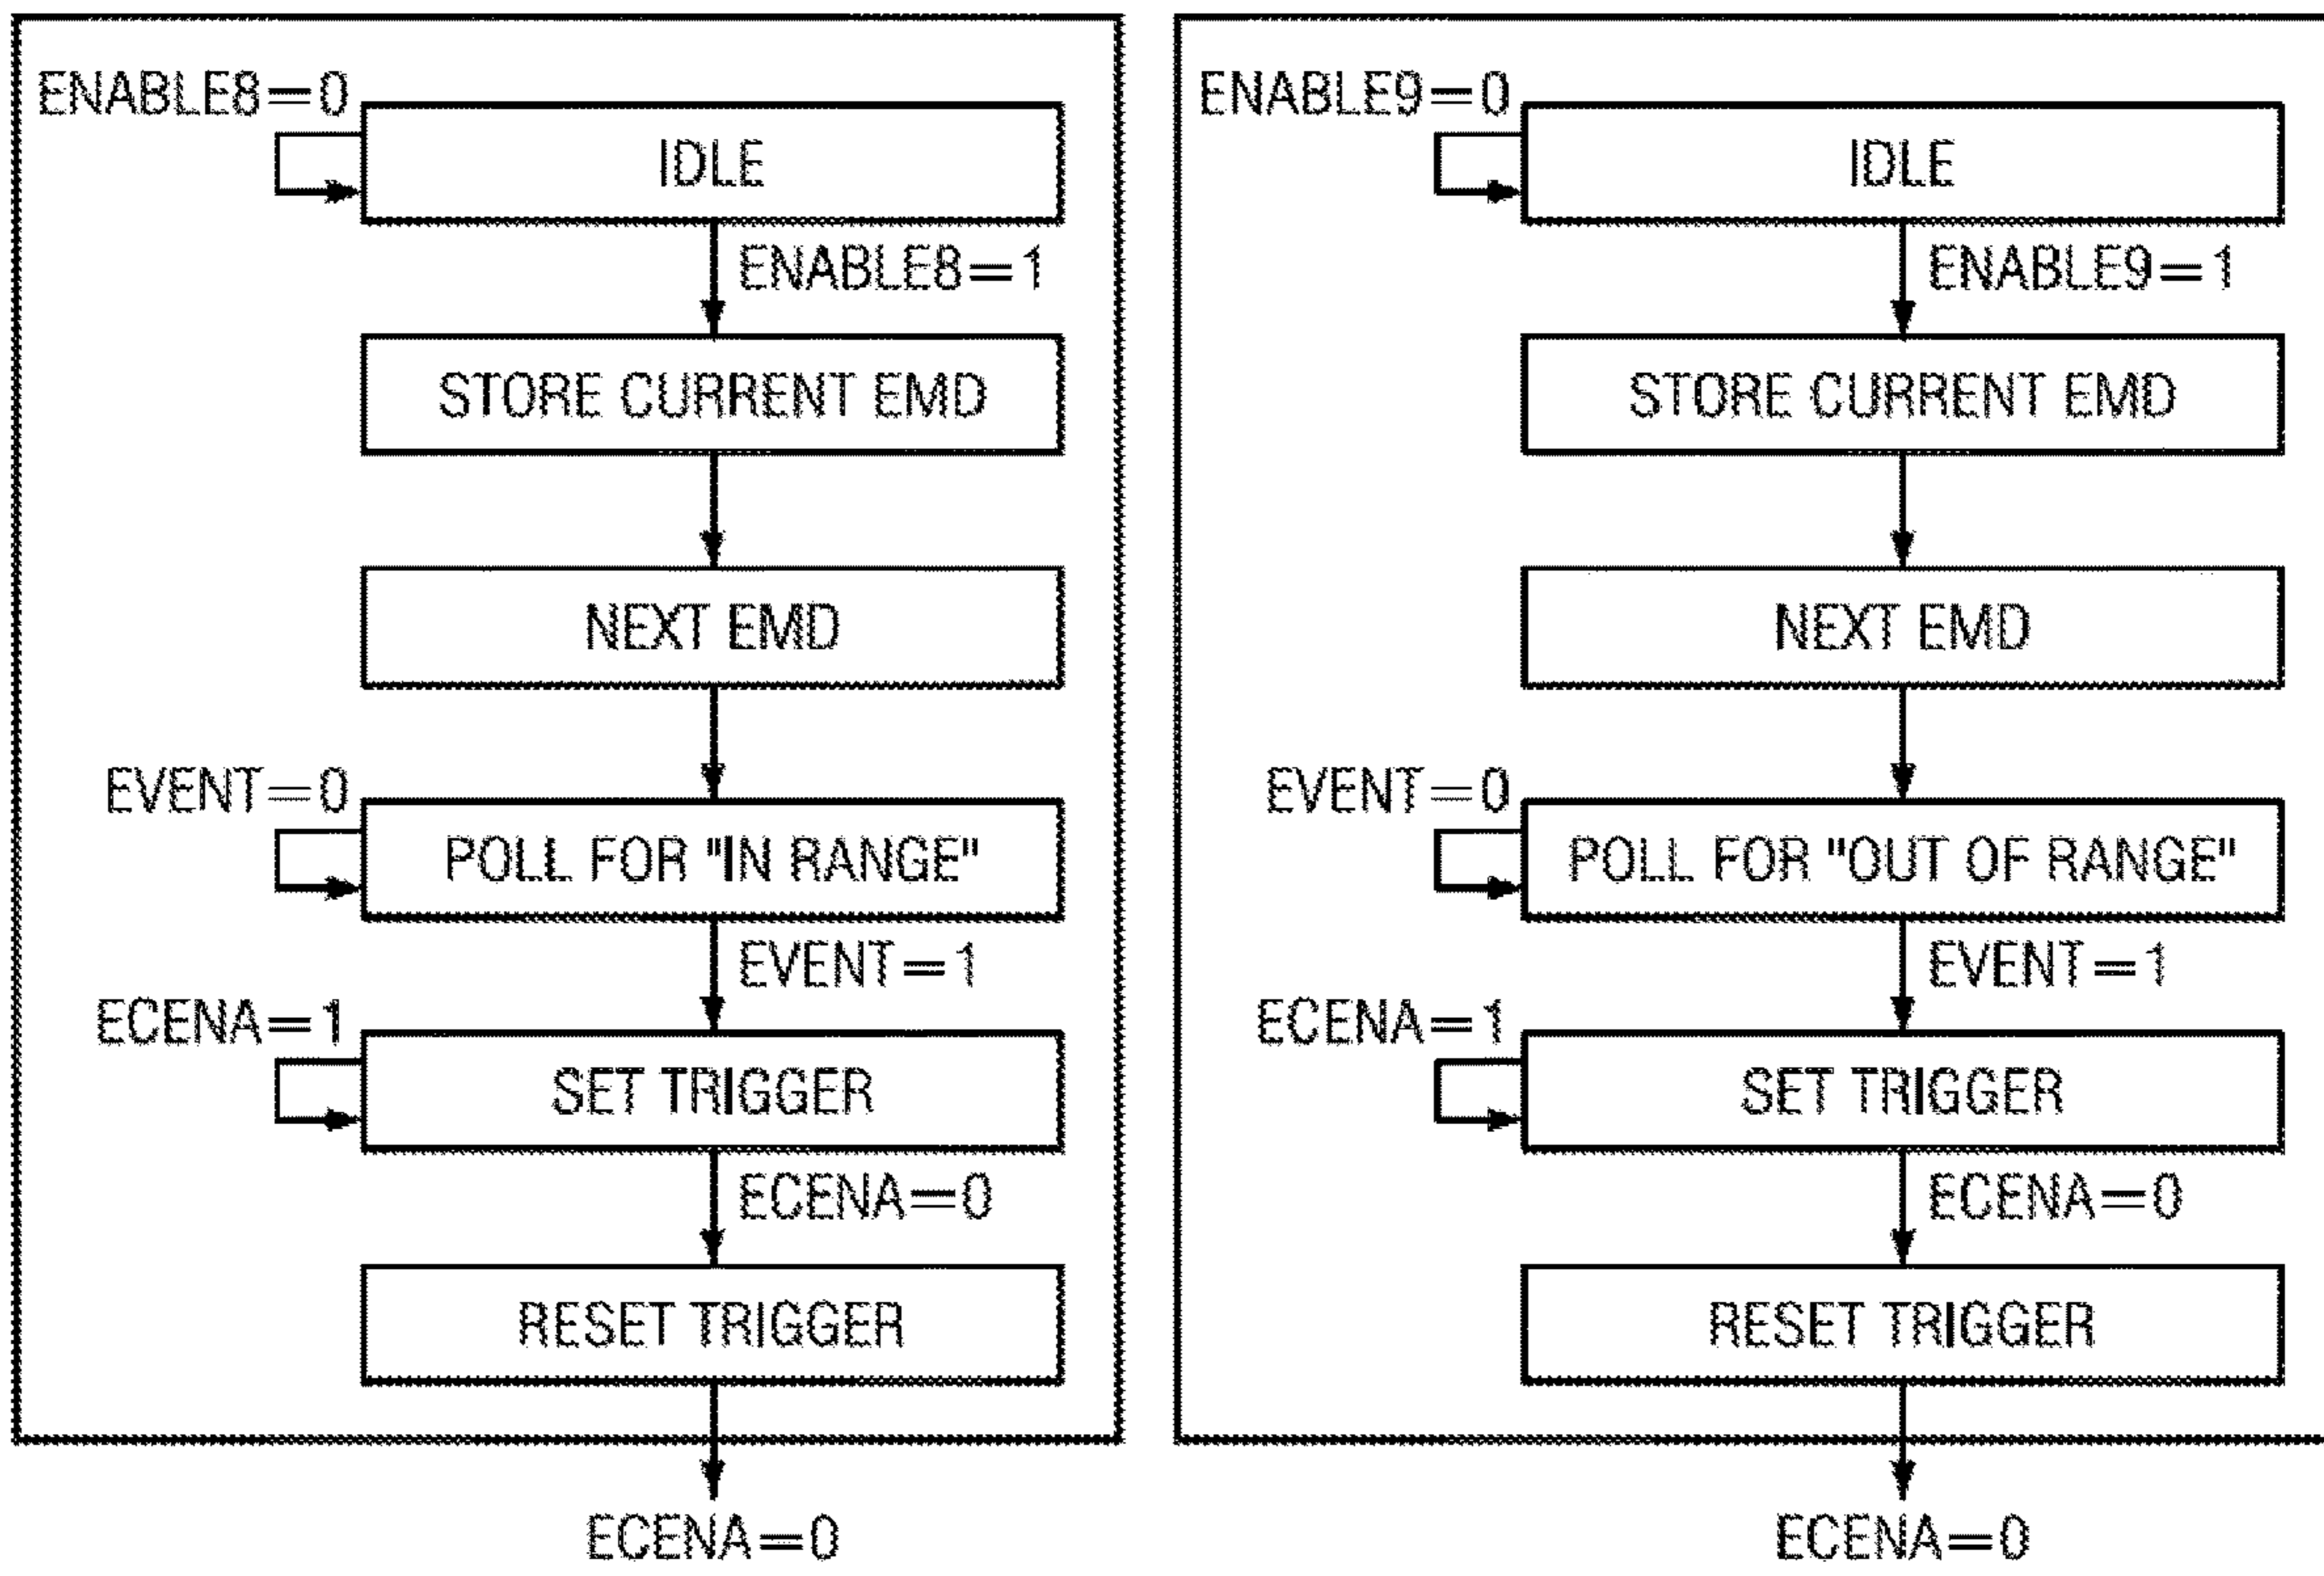 ENABLE8=0
IDLE
ENABLE8=1
STORE CURRENT EMD
NEXT EMD
EVENT=0
POLL FOR "IN RANGE"
EVENT=1
ECENA=1
SET TRIGGER
ECENA=0
RESET TRIGGER
ECENA=0
ENABLE9=0
IDLE
ENABLE9=1
STORE CURRENT EMD
NEXT EMD
EVENT=0
POLL FOR "OUT OF RANGE"
EVENT=1
ECENA=1
SET TRIGGER
ECENA=0
RESET TRIGGER
ECENA=0